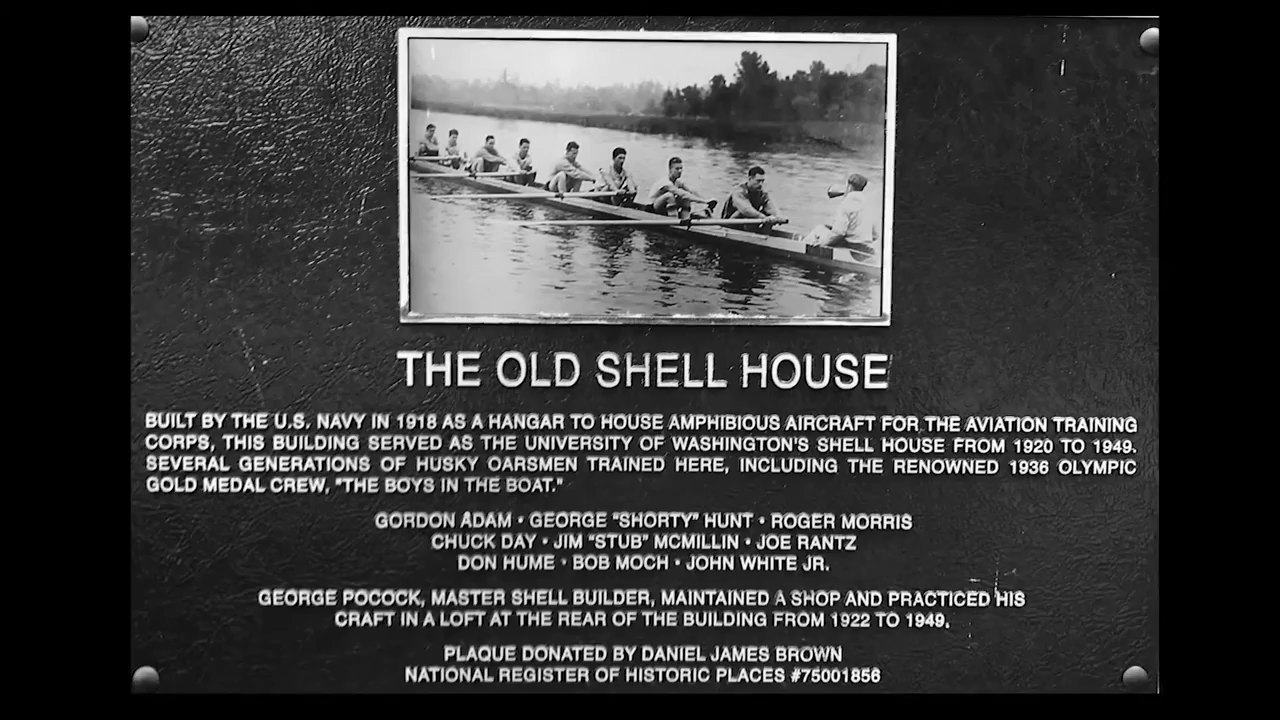 THE OLD SHELL HOUSE
BUILT BY THE U.S. NAVY IN 1918 AS A HANGAR TO HOUSE AMPHIBIOUS AIRCRAFT FOR THE AVIATION TRAINING
CORPS, THIS BUILDING SERVED AS THE UNIVERSITY OF WASHINGTON'S SHELL HOUSE FROM 1920 TO 1949.
SEVERAL GENERATIONS OF HUSKY OARSMEN TRAINED HERE, INCLUDING THE RENOWNED 1936 OLYMPIC
GOLD MEDAL CREW, "THE BOYS IN THE BOAT."
GORDON ADAM • GEORGE "SHORTY" HUNT • ROGER MORRIS
CHUCK DAY • JIM "STUB" MCMILLIN • JOE RANTZ
DON HUME • BOB MOCH • JOHN WHITE JR.
GEORGE POCOCK, MASTER SHELL BUILDER, MAINTAINED A SHOP AND PRACTICED HIS
CRAFT IN A LOFT AT THE REAR OF THE BUILDING FROM 1922 TO 1949.
PLAQUE DONATED BY DANIEL JAMES BROWN
NATIONAL REGISTER OF HISTORIC PLACES #75001856